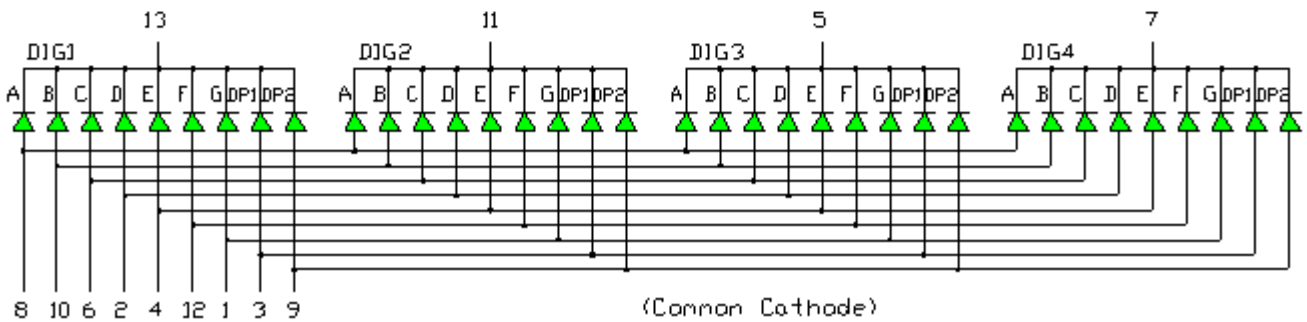 13 11 5 7
DIG1 DIG2 DIG3 DIG4
A B C D E F G DP1 DP2 A B C D E F G DP1 DP2 A B C D E F G DP1 DP2 A B C D E F G DP1 DP2
8 10 6 2 4 12 1 3 9 (Common Cathode)